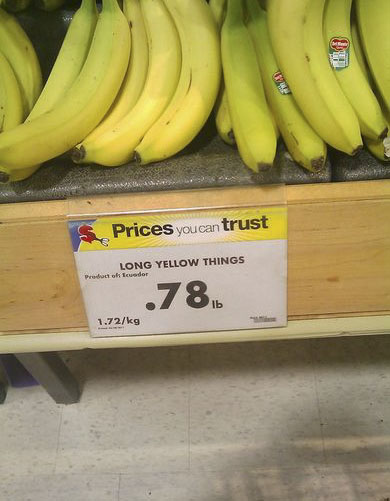 Prices you can trust
LONG YELLOW THINGS
Product of: Ecuador
.78 lb
1.72/kg